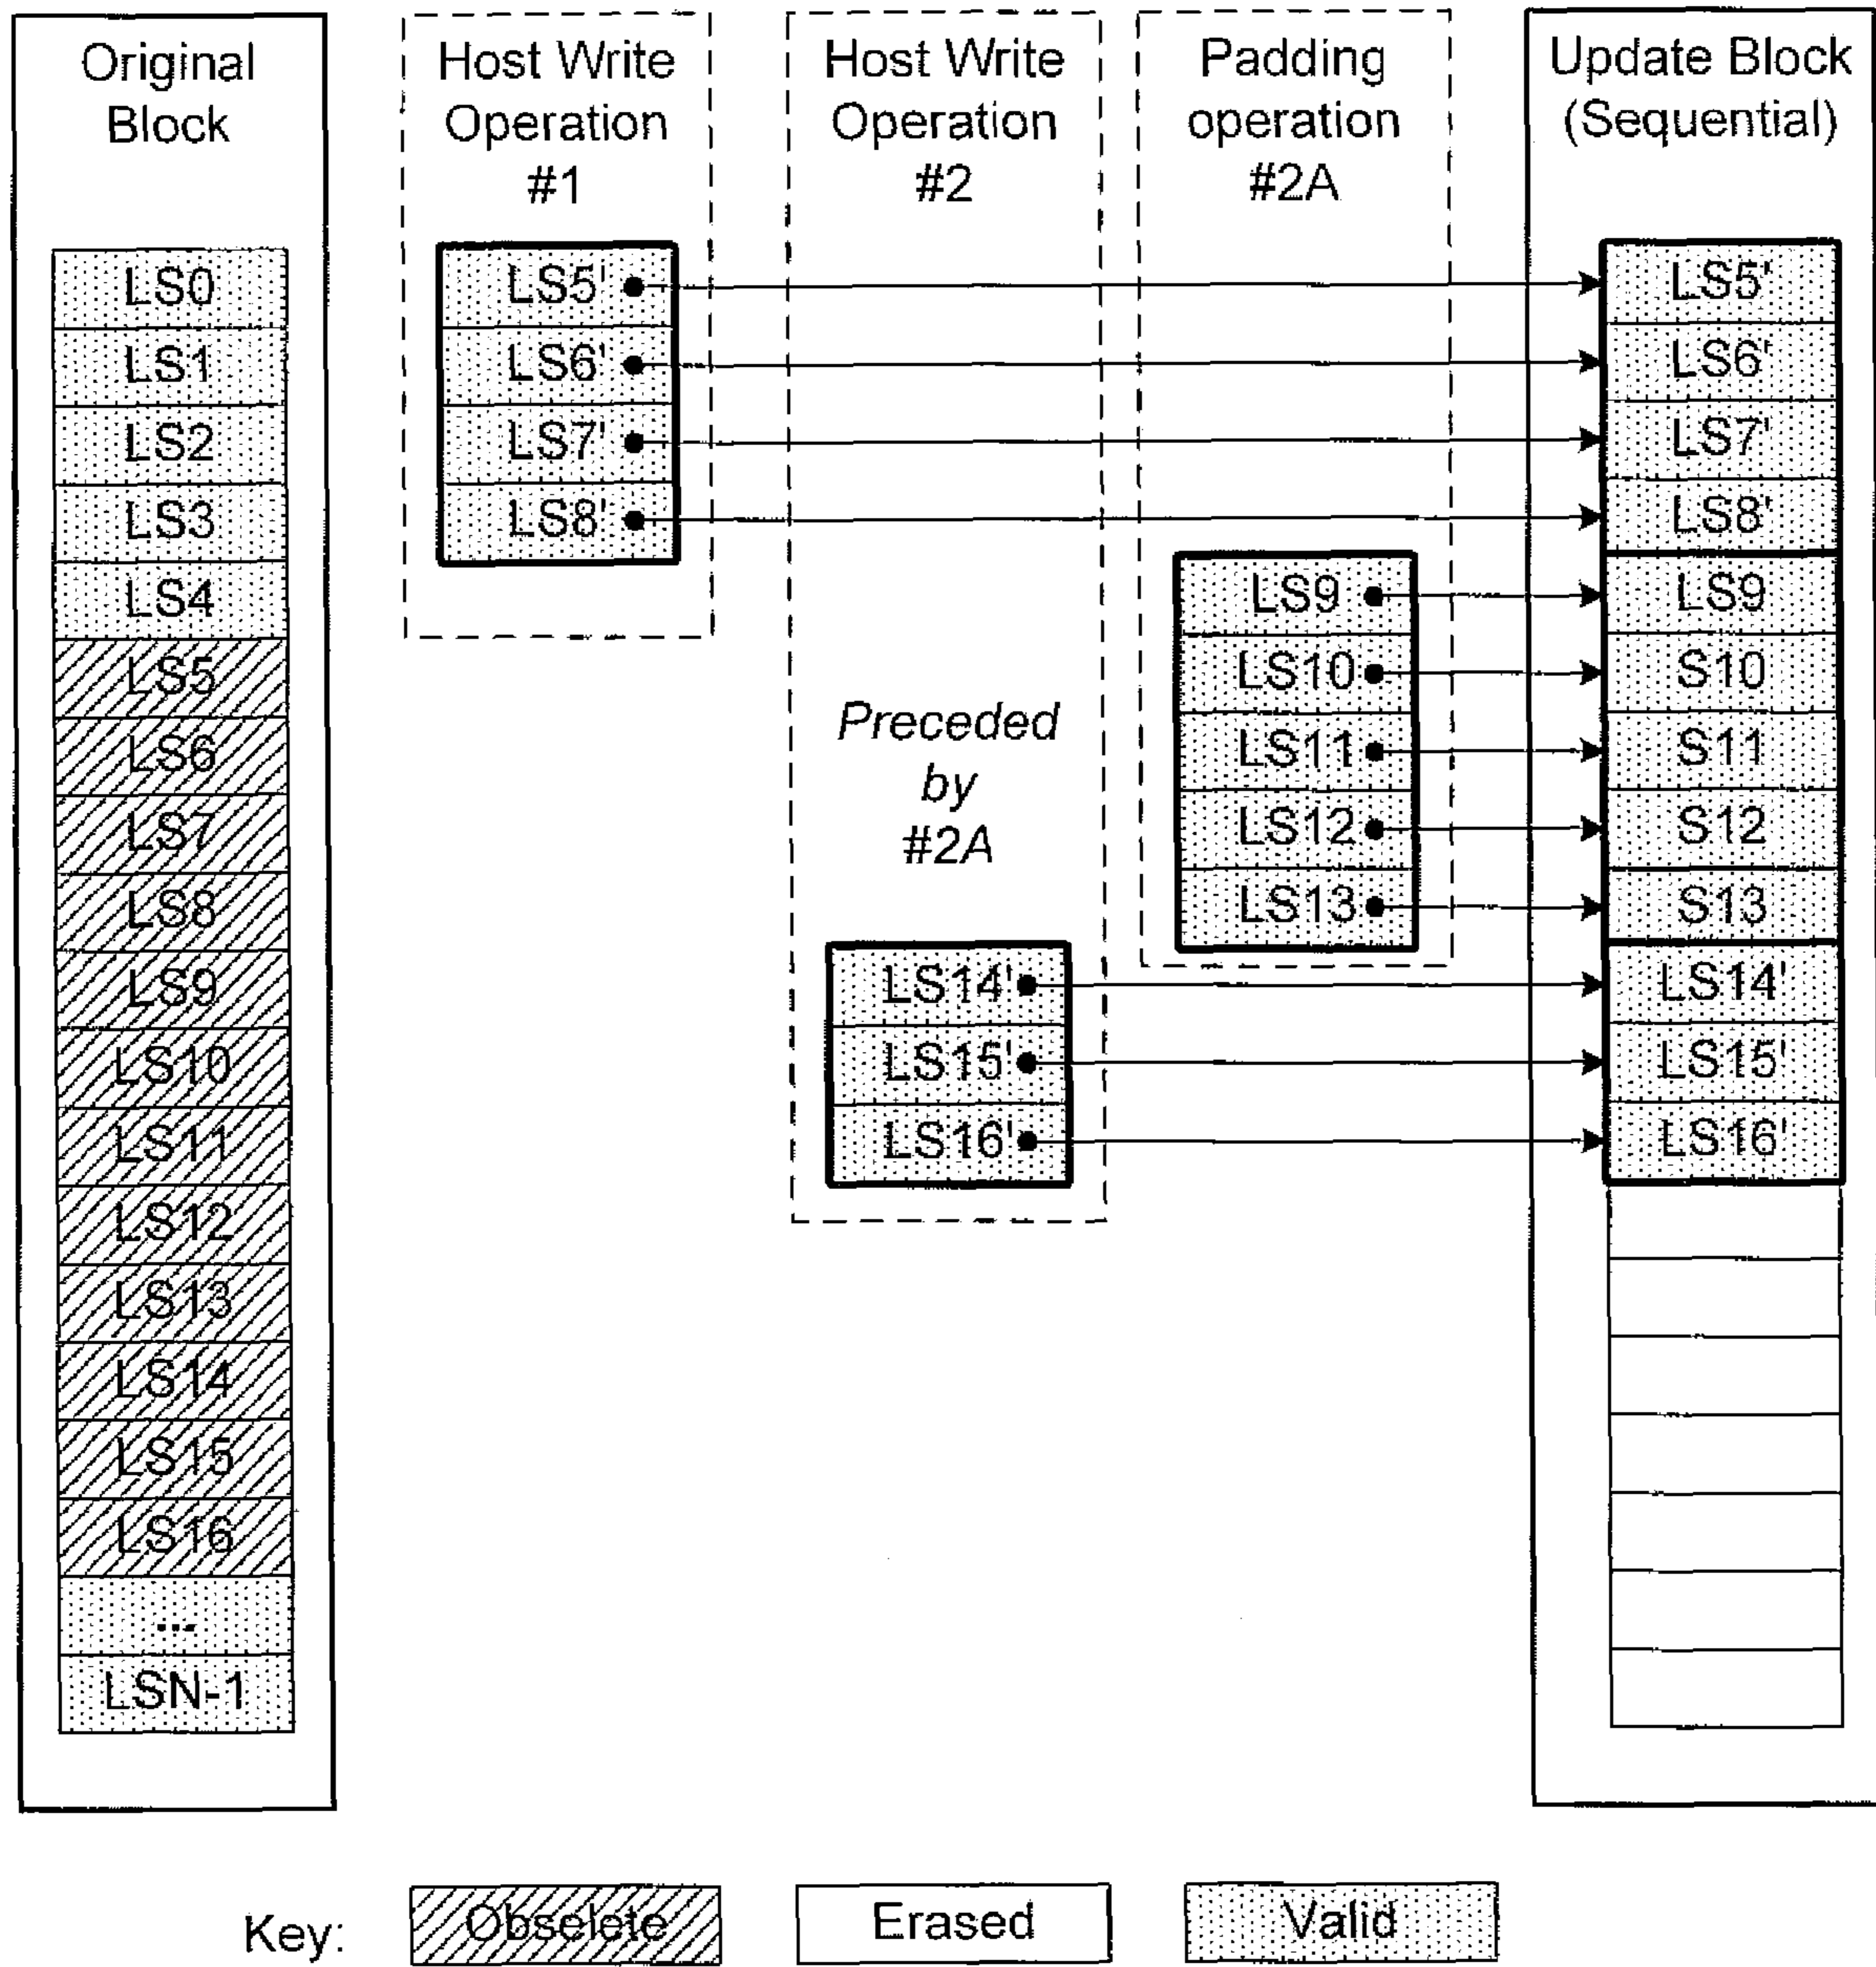 Original
Block
LS0
LS1
LS2
LS3
LS4
LS5
LS6
LS7
LS8
LS9
LS10
LS11
LS12
LS13
LS14
LS15
LS16
...
LSN-1
Host Write
Operation
#1
LS5'
LS6'
LS7'
LS8'
Host Write
Operation
#2
Preceded
by
#2A
LS14'
LS15'
LS16'
Padding
operation
#2A
LS9
LS10
LS11
LS12
LS13
Update Block
(Sequential)
LS5'
LS6'
LS7'
LS8'
LS9
S10
S11
S12
S13
LS14'
LS15'
LS16'
Key:
Obselete
Erased
Valid